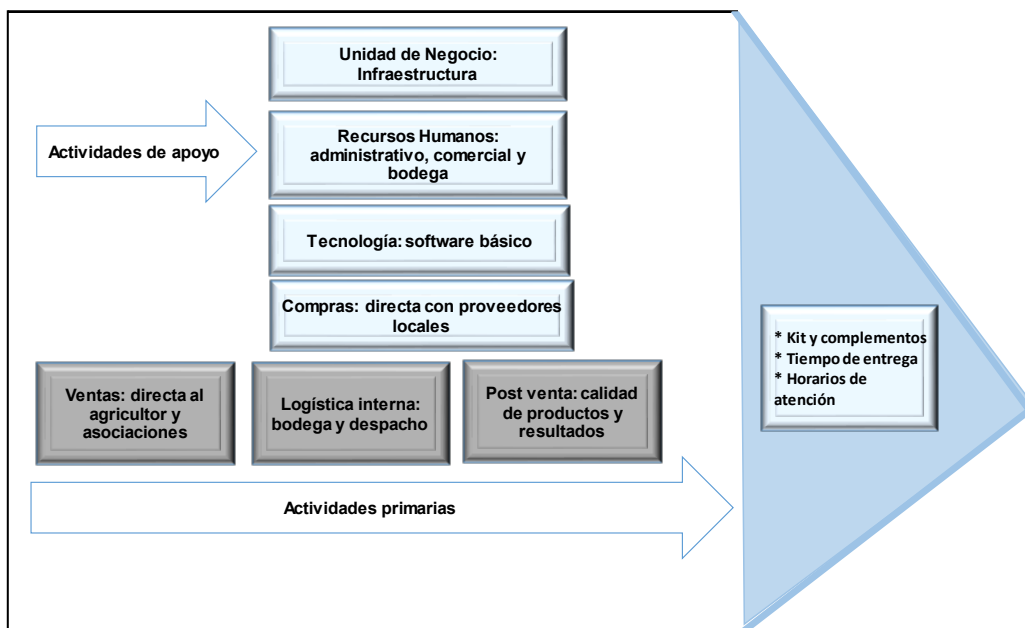 Unidad de Negocio:
Infraestructura
Actividades de apoyo
Recursos Humanos:
administrativo, comercial y
bodega
Tecnología: software básico
Compras: directa con proveedores
locales
* Kit y complementos
* Tiempo de entrega
* Horarios de
atención
Ventas: directa al
agricultor y
asociaciones
Logística interna:
bodega y despacho
Post venta: calidad
de productos y
resultados
Actividades primarias